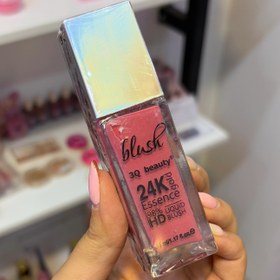 blush
3Q beauty
24K
gold
Essence
LIQUID
HD BLUSH